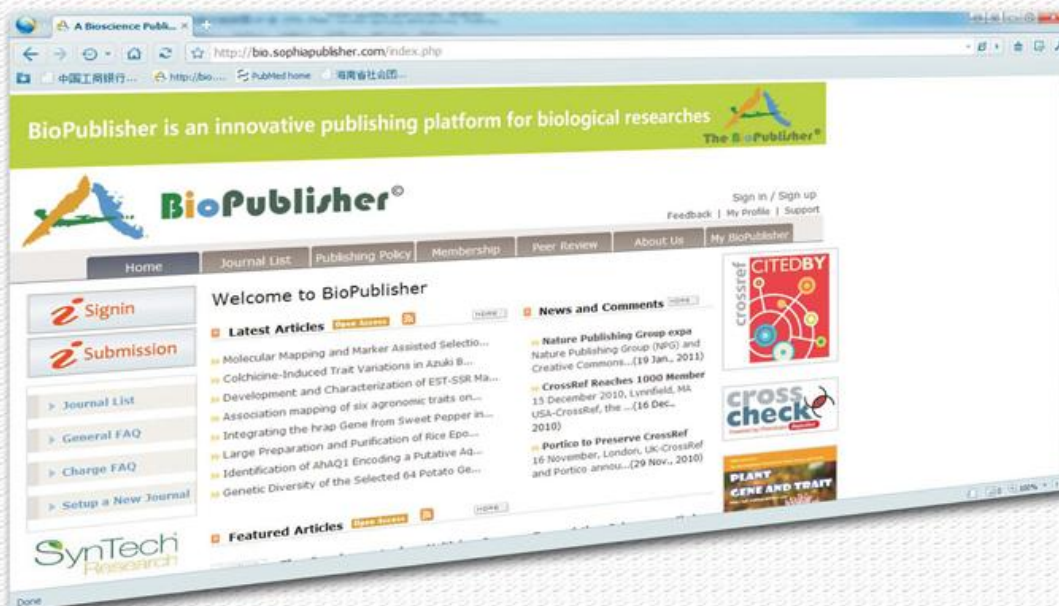 A Bioscience Publi...
http://bio.sophiapublisher.com/index.php
中国工商银行...
http://bio....
PubMed home
海南省社会团...
BioPublisher is an innovative publishing platform for biological researches
The BioPublisher®
BioPublisher©
Sign in / Sign up
Feedback | My Profile | Support
Home
Journal List
Publishing Policy
Membership
Peer Review
About Us
My BioPublisher
Signin
Submission
Journal List
General FAQ
Charge FAQ
Setup a New Journal
SynTech
Research
Welcome to BioPublisher
Latest Articles Open Access
Molecular Mapping and Marker Assisted Selectio...
Colchicine-Induced Trait Variations in Azuki B...
Development and Characterization of EST-SSR Ma...
Association mapping of six agronomic traits on...
Integrating the hrap Gene from Sweet Pepper in...
Large Preparation and Purification of Rice Epo...
Identification of AhAQ1 Encoding a Putative Aq...
Genetic Diversity of the Selected 64 Potato Ge...
Featured Articles Open Access
News and Comments
Nature Publishing Group expa
Nature Publishing Group (NPG) and
Creative Commons...(19 Jan., 2011)
CrossRef Reaches 1000 Member
15 December 2010, Lynnfield, MA
USA-CrossRef, the ...(16 Dec.,
2010)
Portico to Preserve CrossRef
16 November, London, UK-CrossRef
and Portico annou...(29 Nov., 2010)
crossref
CITEDBY
cross
check
PLANT
GENE AND TRAIT
100%
Done